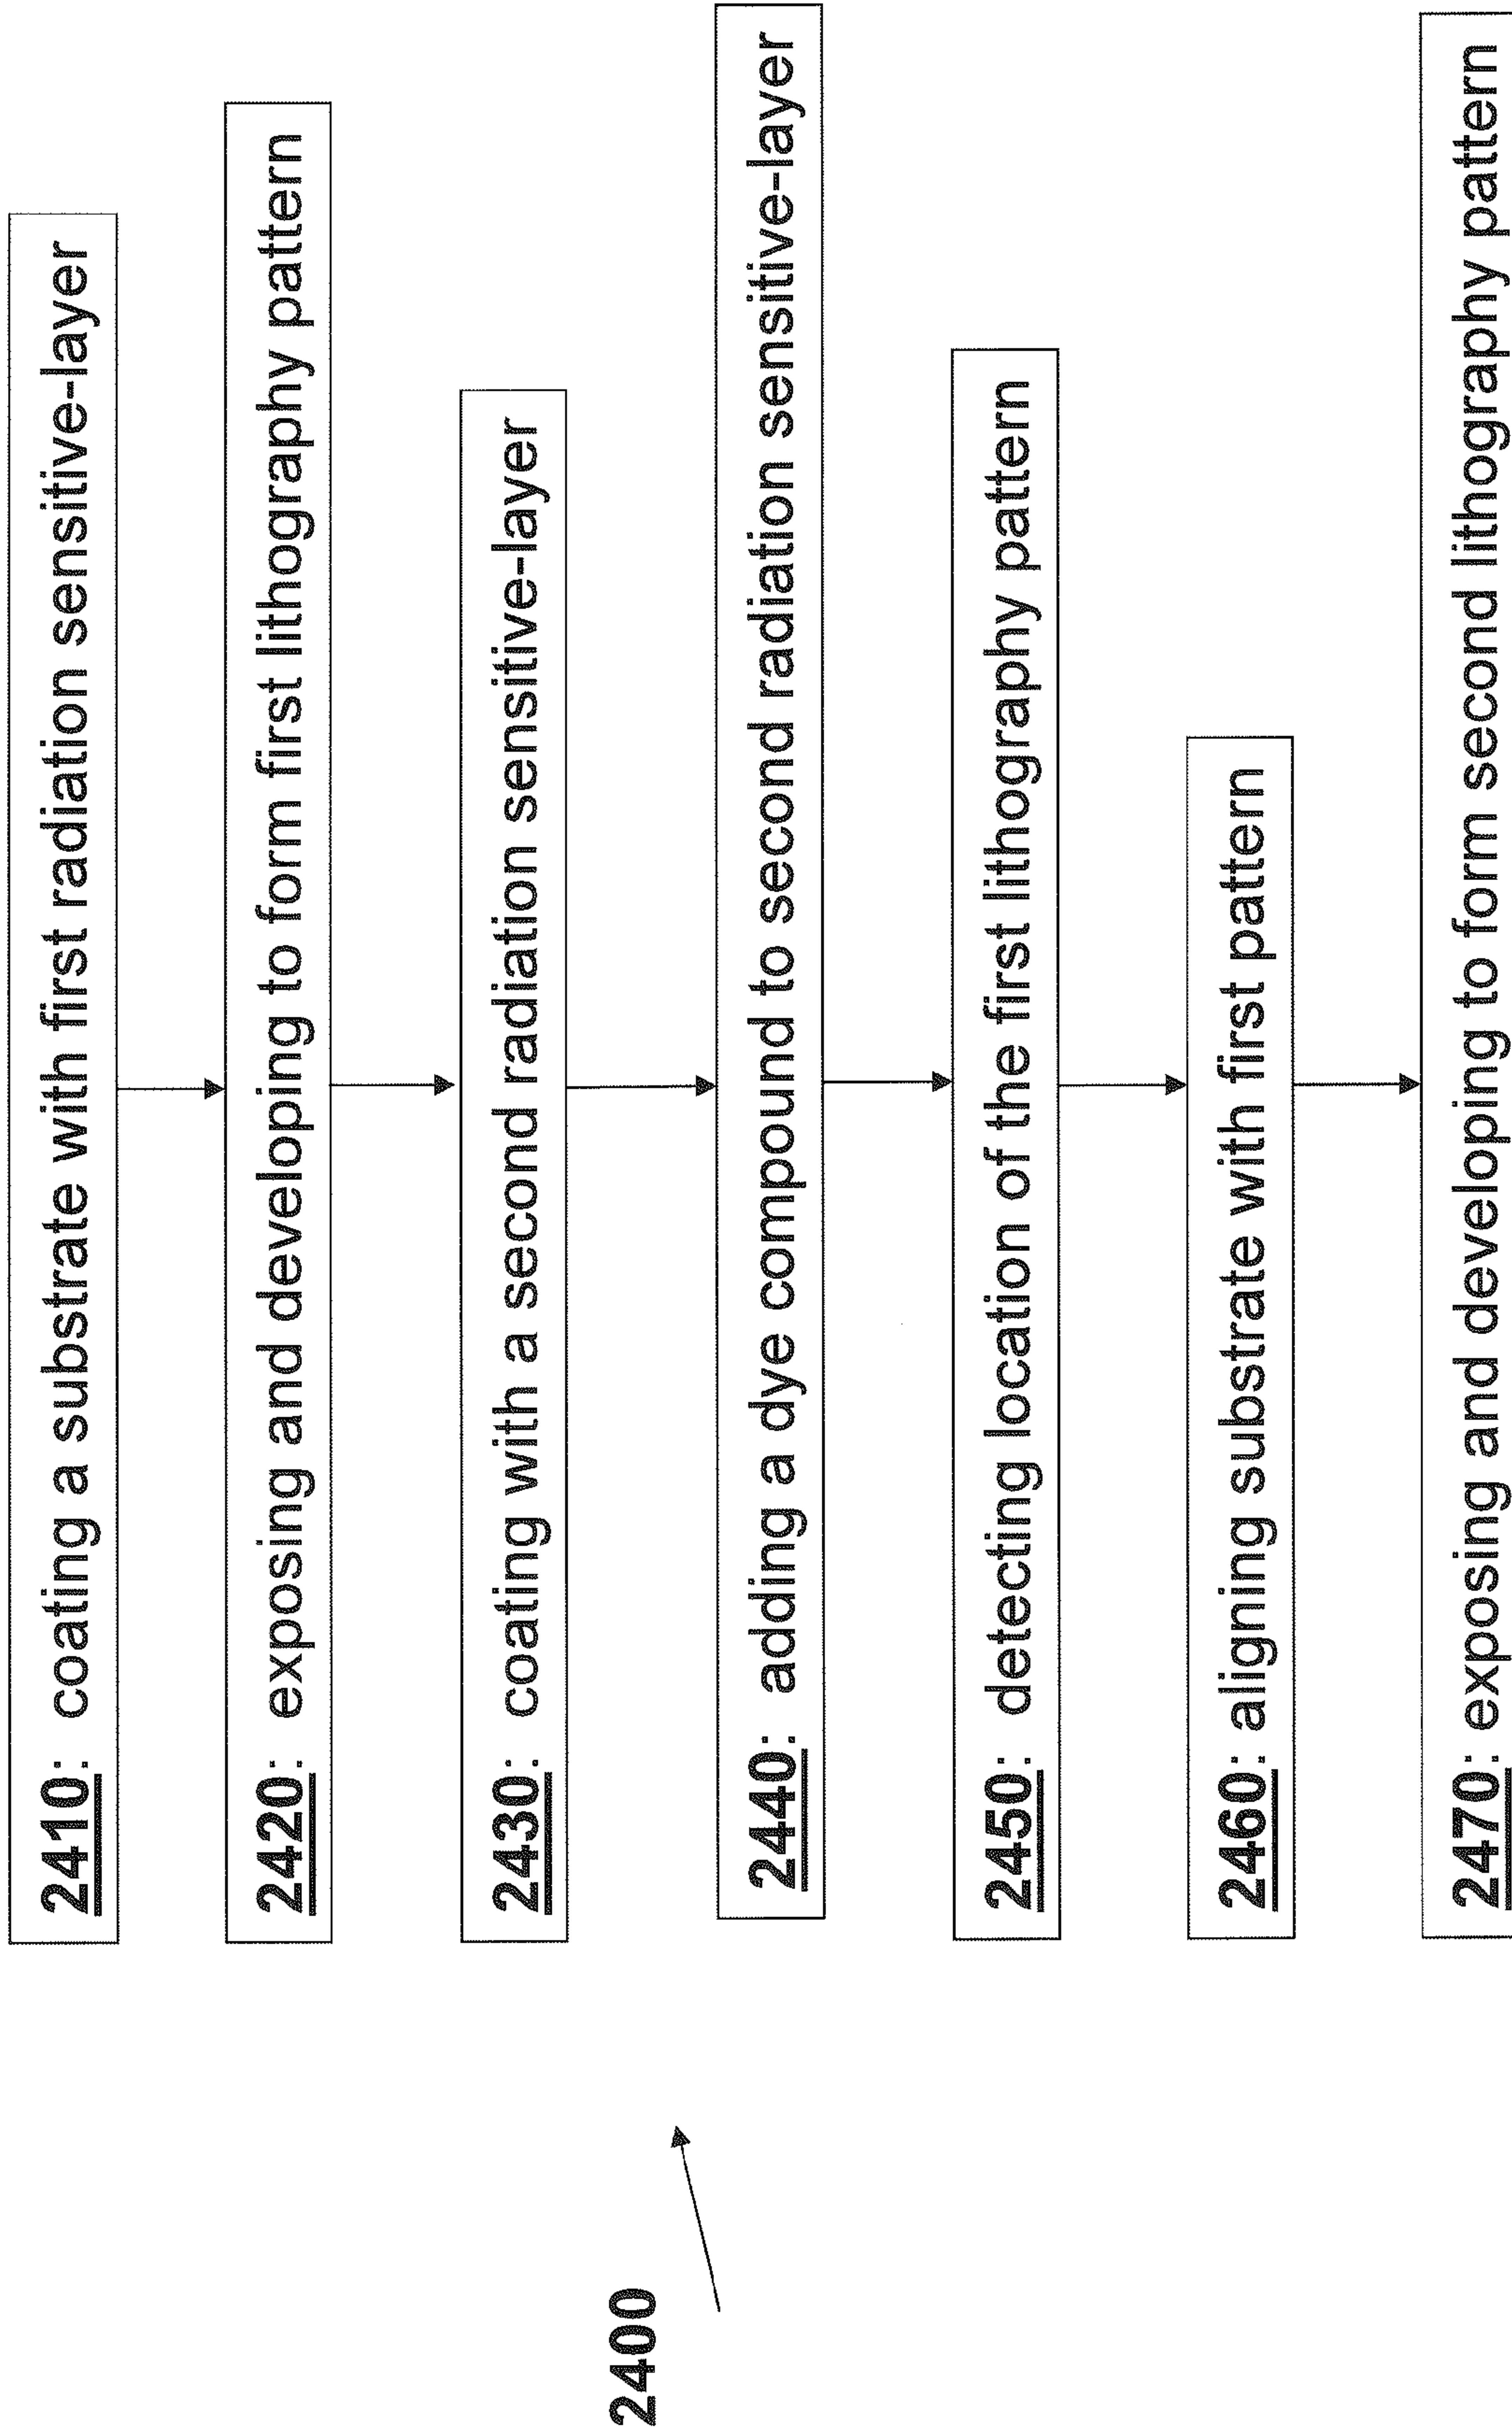 2410: coating a substrate with first radiation sensitive-layer
2420: exposing and developing to form first lithography pattern
2430: coating with a second radiation sensitive-layer
2440: adding a dye compound to second radiation sensitive-layer
2450: detecting location of the first lithography pattern
2460: aligning substrate with first pattern
2470: exposing and developing to form second lithography pattern
2400